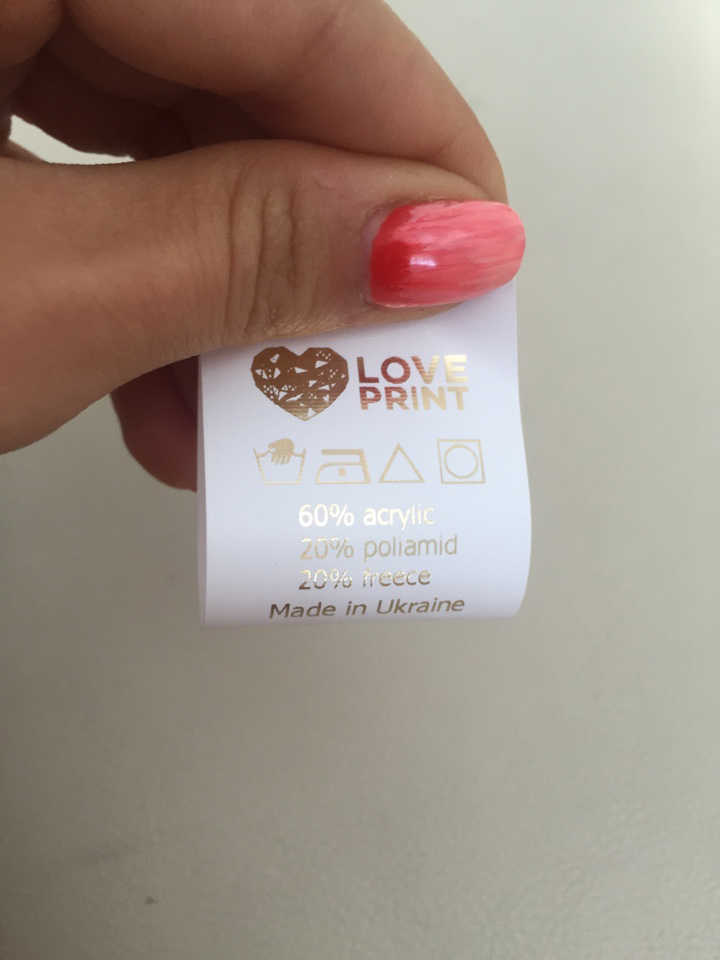 LOVE
PRINT
60% acrylic
20% poliamid
20% freece
Made in Ukraine